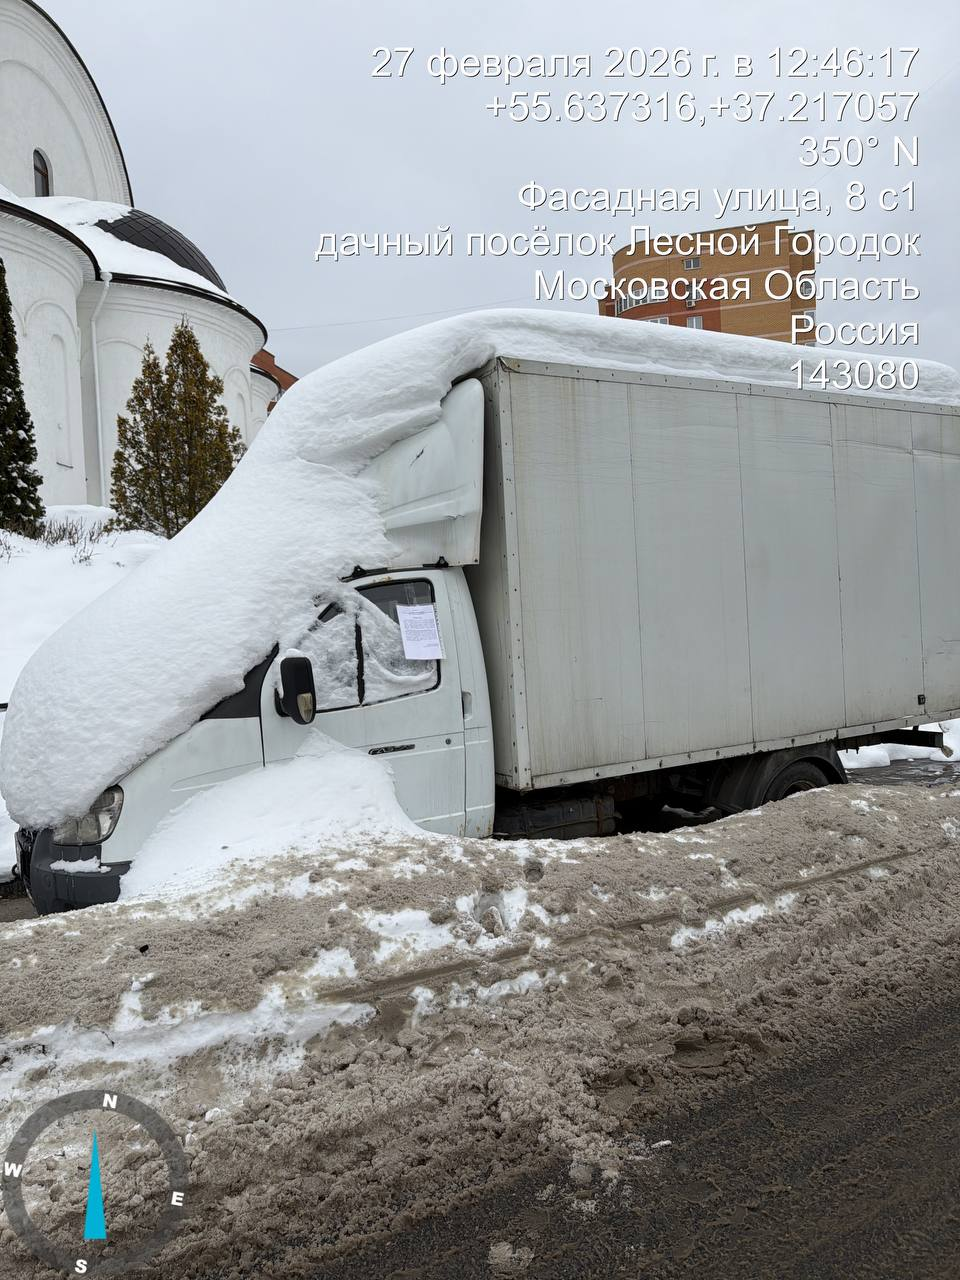 27 февраля 2026 г. в 12:46:17
+55.637316,+37.217057
350° N
Фасадная улица, 8 с1
дачный посёлок Лесной Городок
Московская Область
Россия
143080
N
W
E
S